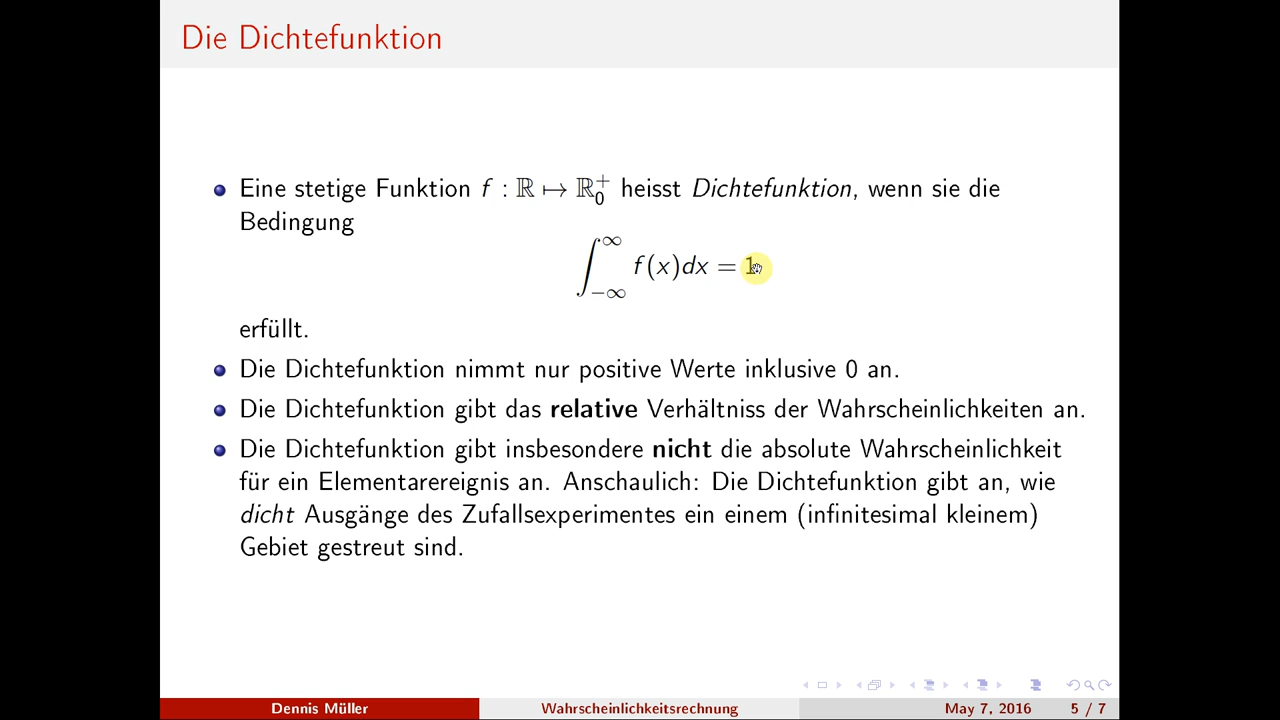 Die Dichtefunktion
Eine stetige Funktion f : ℝ ↦ ℝ₀⁺ heisst Dichtefunktion, wenn sie die
Bedingung
∫_{-∞}^{∞} f(x)dx = 1
erfüllt.
Die Dichtefunktion nimmt nur positive Werte inklusive 0 an.
Die Dichtefunktion gibt das relative Verhältniss der Wahrscheinlichkeiten an.
Die Dichtefunktion gibt insbesondere nicht die absolute Wahrscheinlichkeit
für ein Elementarereignis an. Anschaulich: Die Dichtefunktion gibt an, wie
dicht Ausgänge des Zufallsexperimentes ein einem (infinitesimal kleinem)
Gebiet gestreut sind.
Dennis Müller Wahrscheinlichkeitsrechnung May 7, 2016 5 / 7